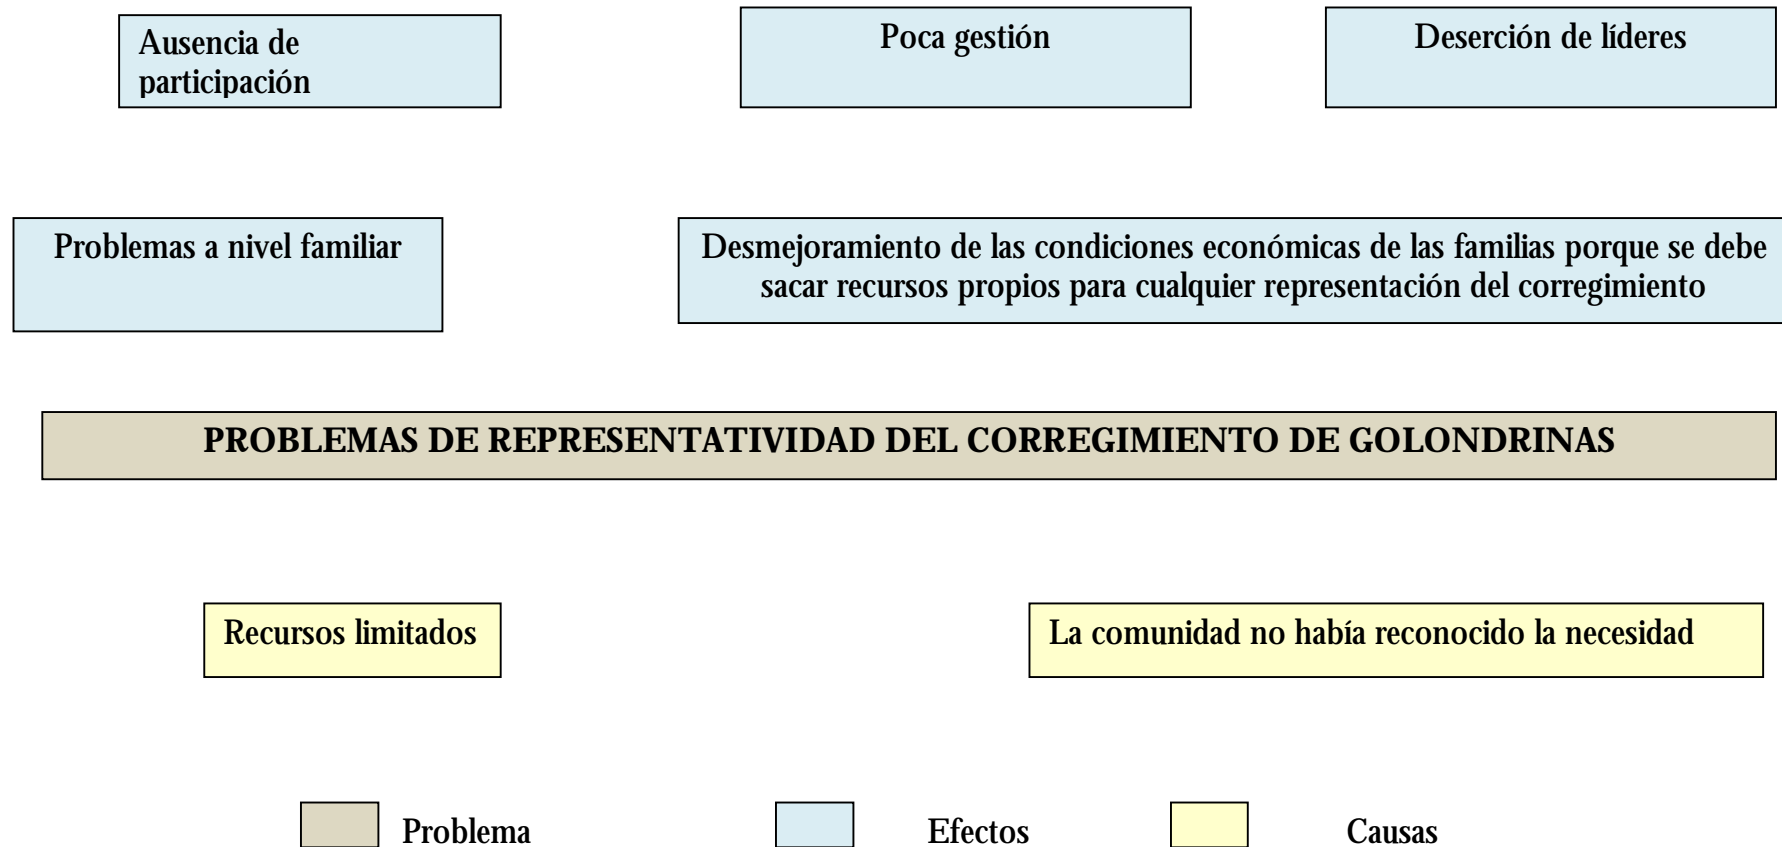 Ausencia de
participación
Poca gestión
Deserción de líderes
Problemas a nivel familiar
Desmejoramiento de las condiciones económicas de las familias porque se debe
sacar recursos propios para cualquier representación del corregimiento
PROBLEMAS DE REPRESENTATIVIDAD DEL CORREGIMIENTO DE GOLONDRINAS
Recursos limitados
La comunidad no había reconocido la necesidad
Problema
Efectos
Causas